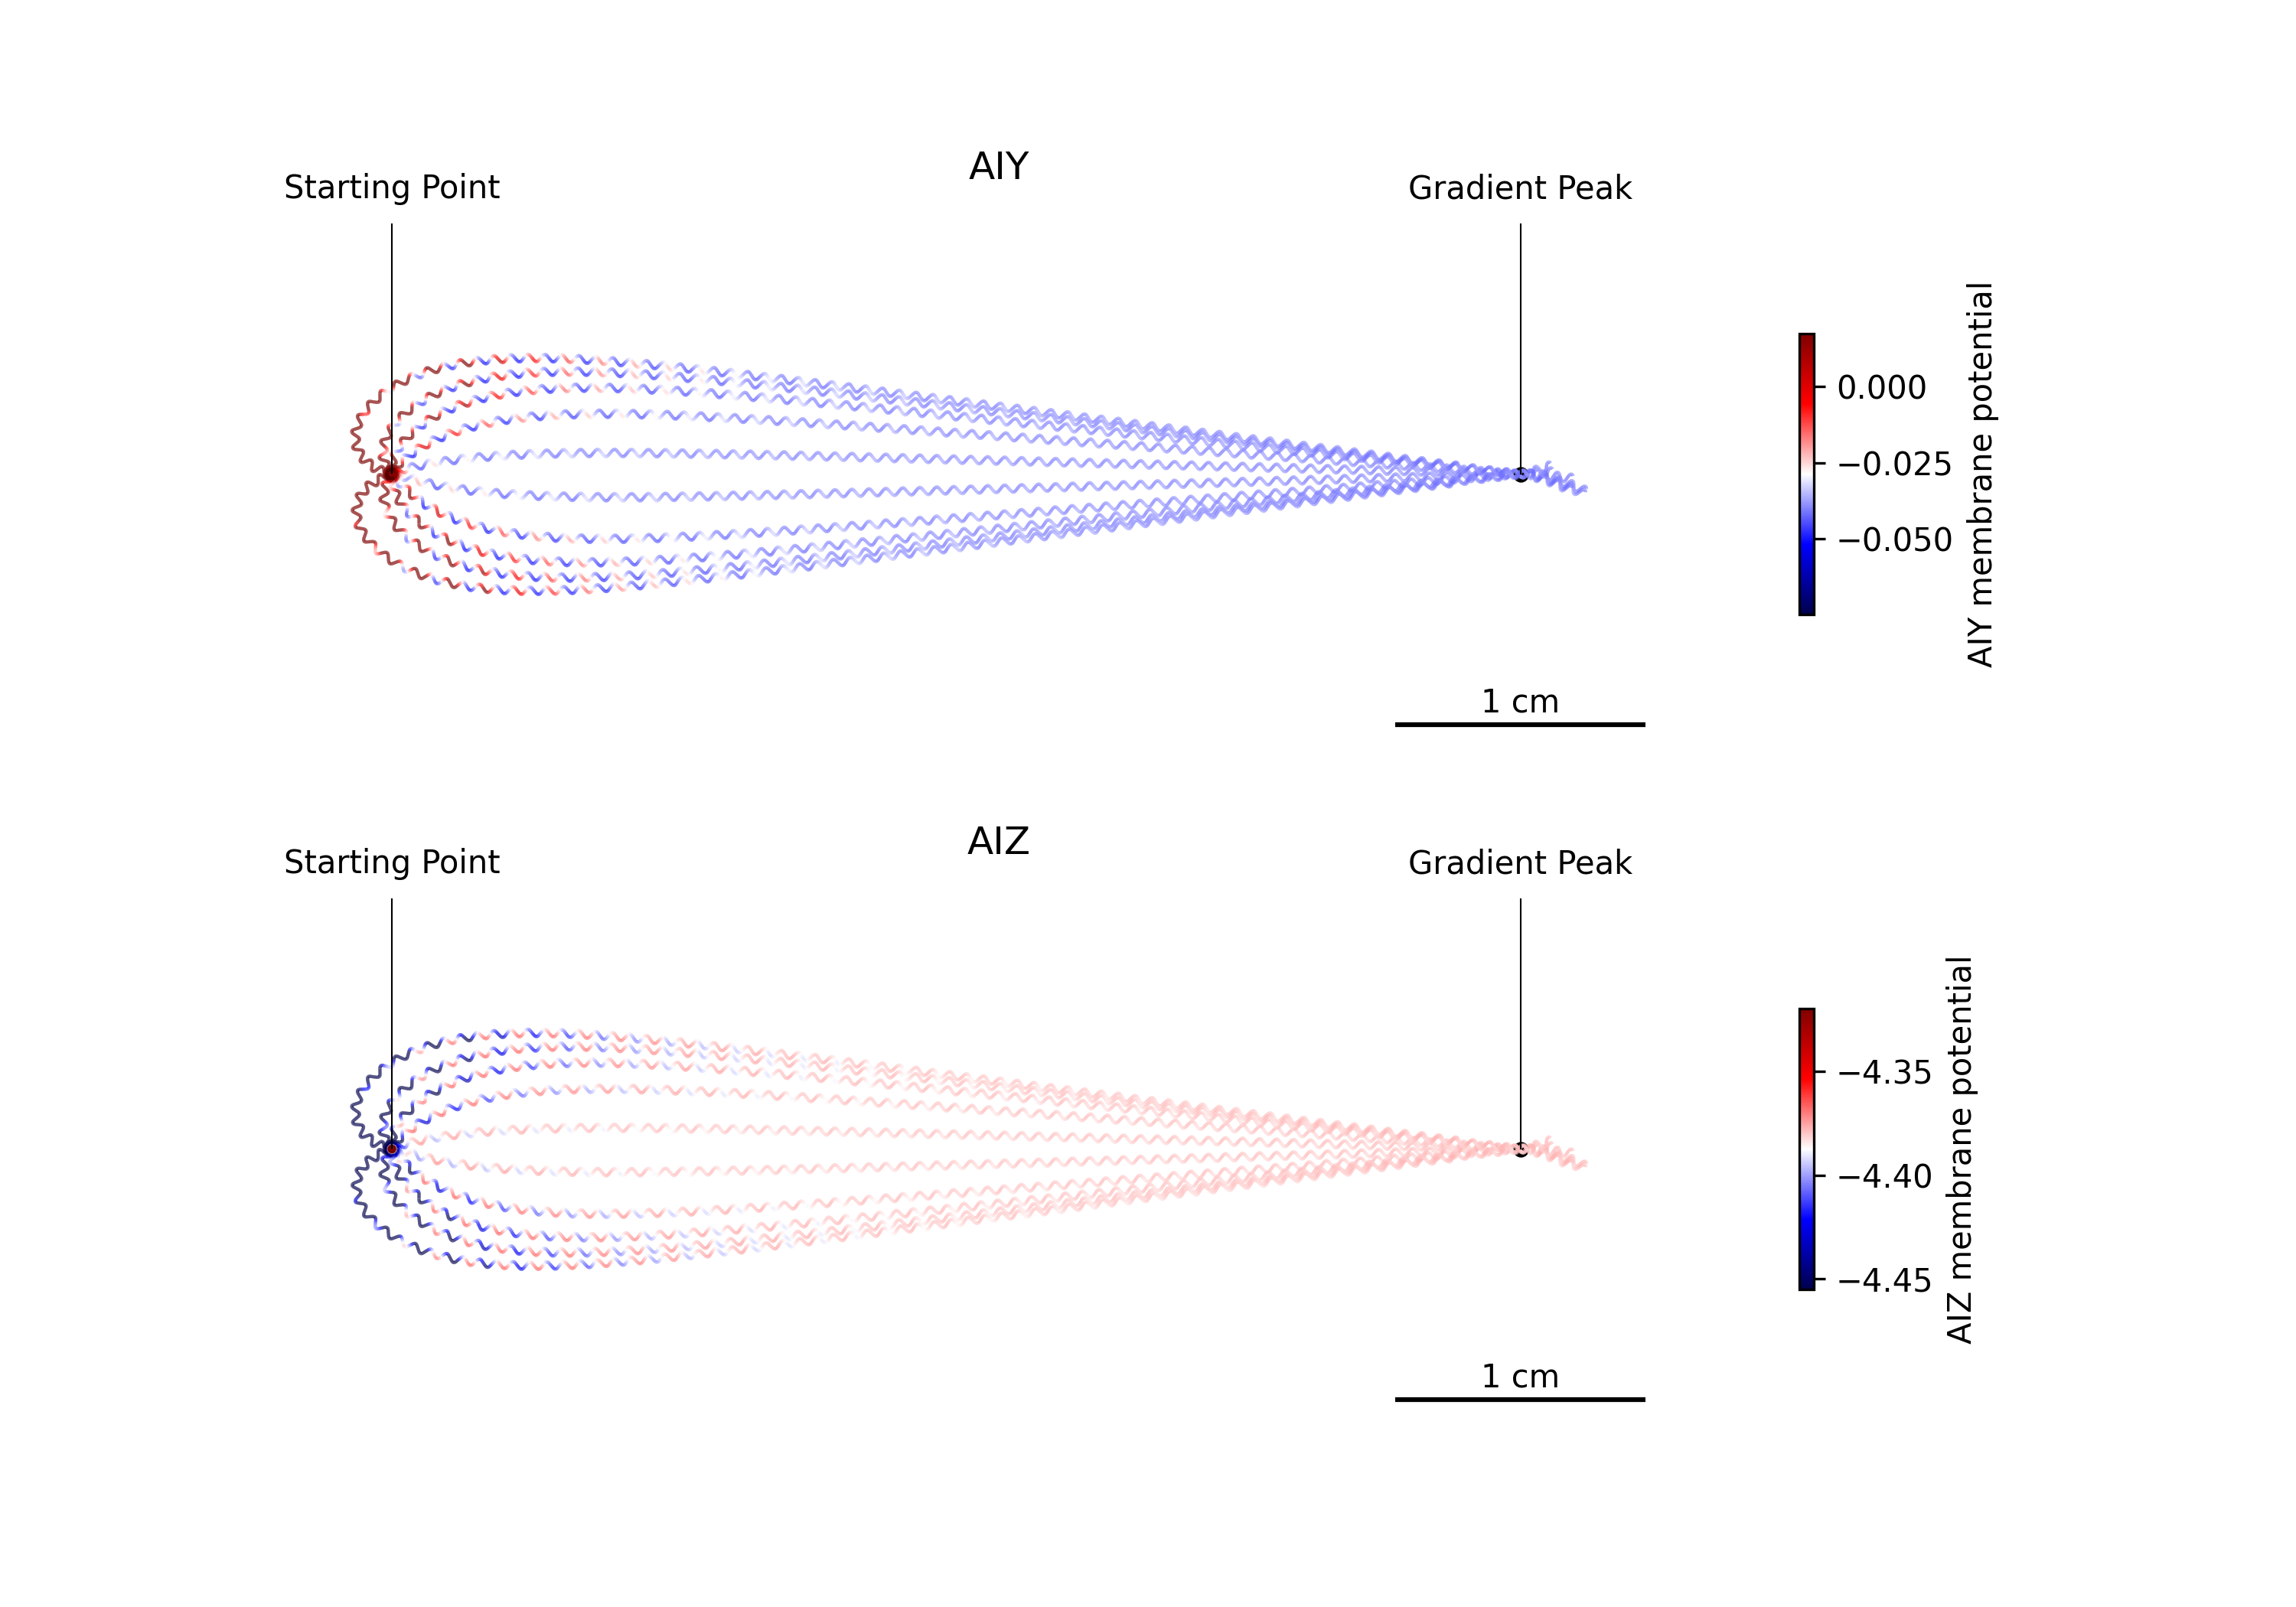 AIY
Starting Point
Gradient Peak
0.000
−0.025
−0.050
AIY membrane potential
1 cm
AIZ
Starting Point
Gradient Peak
−4.35
−4.40
−4.45
AIZ membrane potential
1 cm